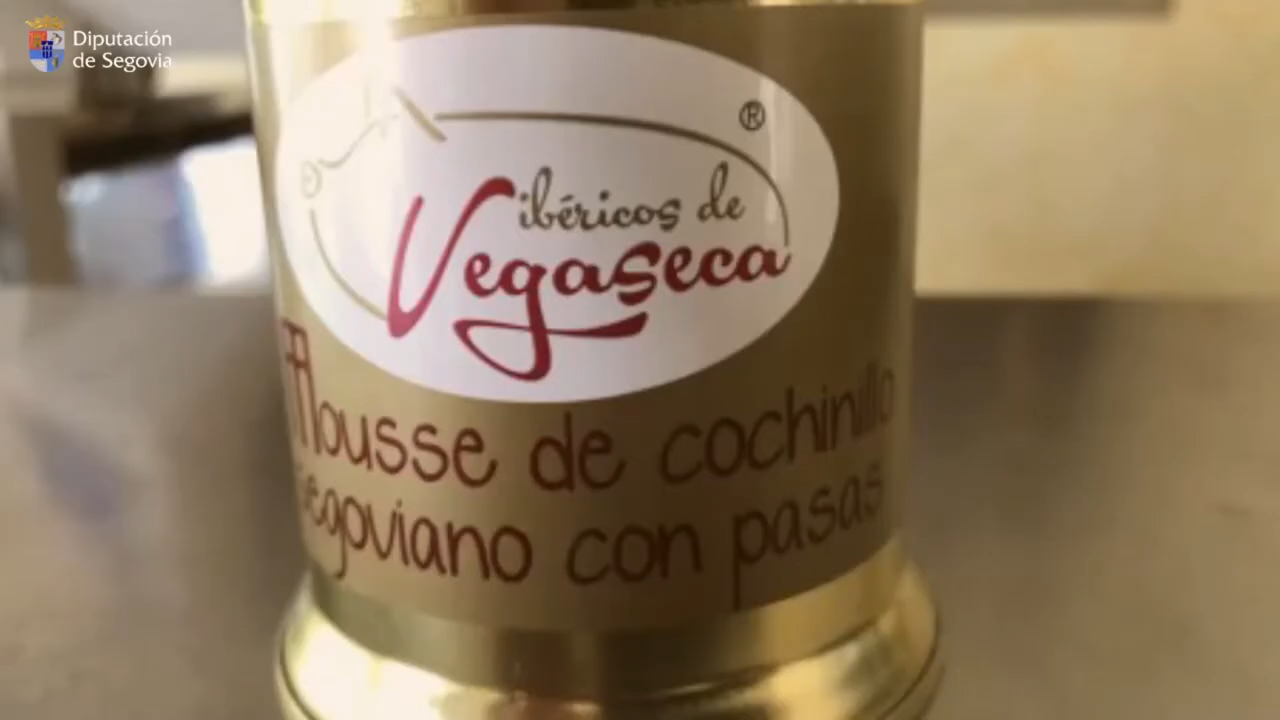 Diputación
de Segovia
®
ibéricos de
Vegaseca
Mousse de cochinillo
segoviano con pasas